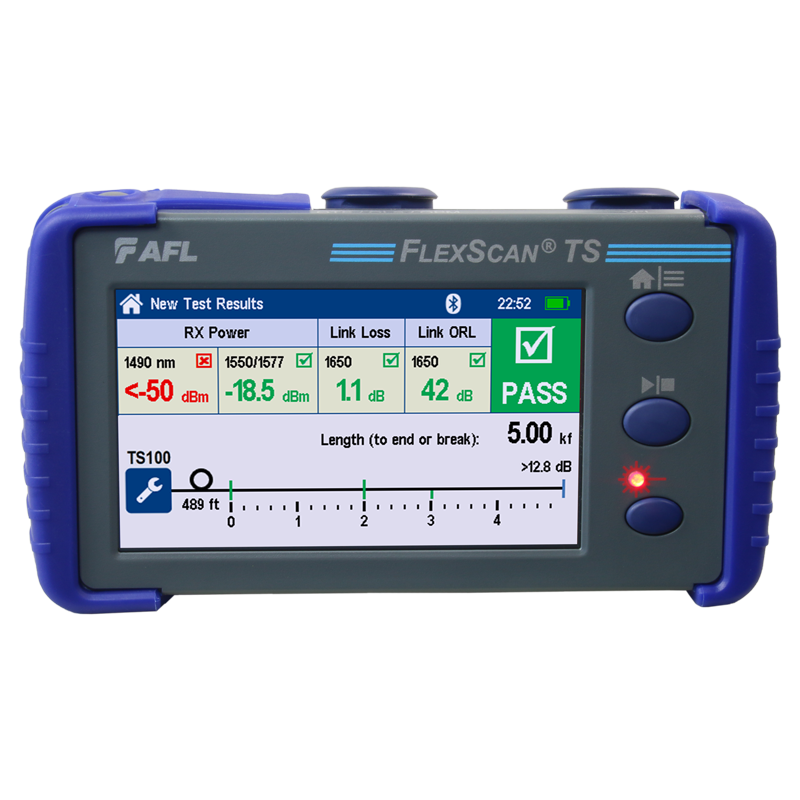 AFL
FLEXSCAN® TS
New Test Results 22:52
RX Power Link Loss Link ORL
1490 nm 1550/1577 1650 1650
<-50 dBm -18.5 dBm 1.1 dB 42 dB
PASS
Length (to end or break): 5.00 kf
TS100 >12.8 dB
489 ft
0 1 2 3 4